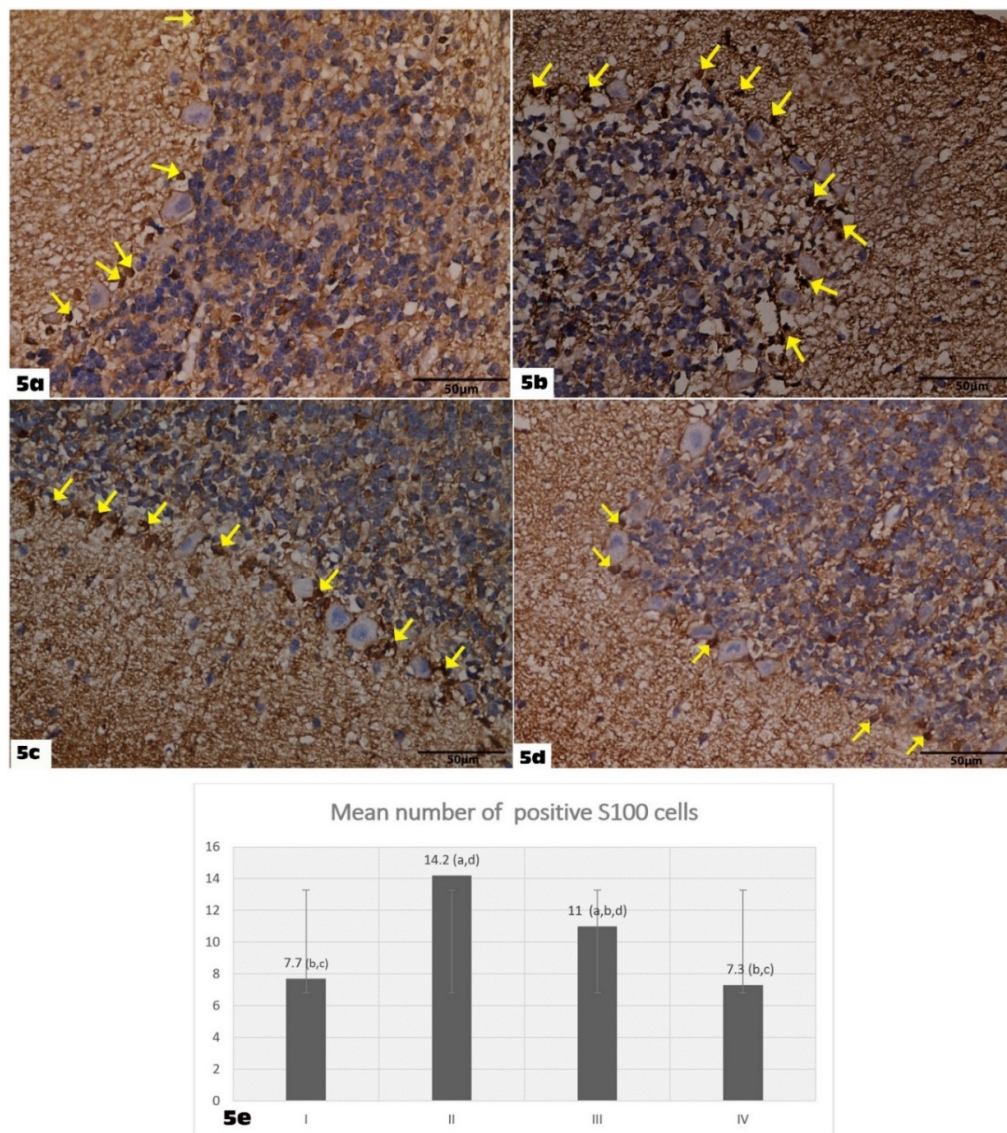 5a
50µm
5b
50µm
5c
50µm
5d
50µm
Mean number of positive S100 cells
16
14
12
10
8
6
4
2
0
7.7 (b,c)
14.2 (a,d)
11 (a,b,d)
7.3 (b,c)
5e
I
II
III
IV